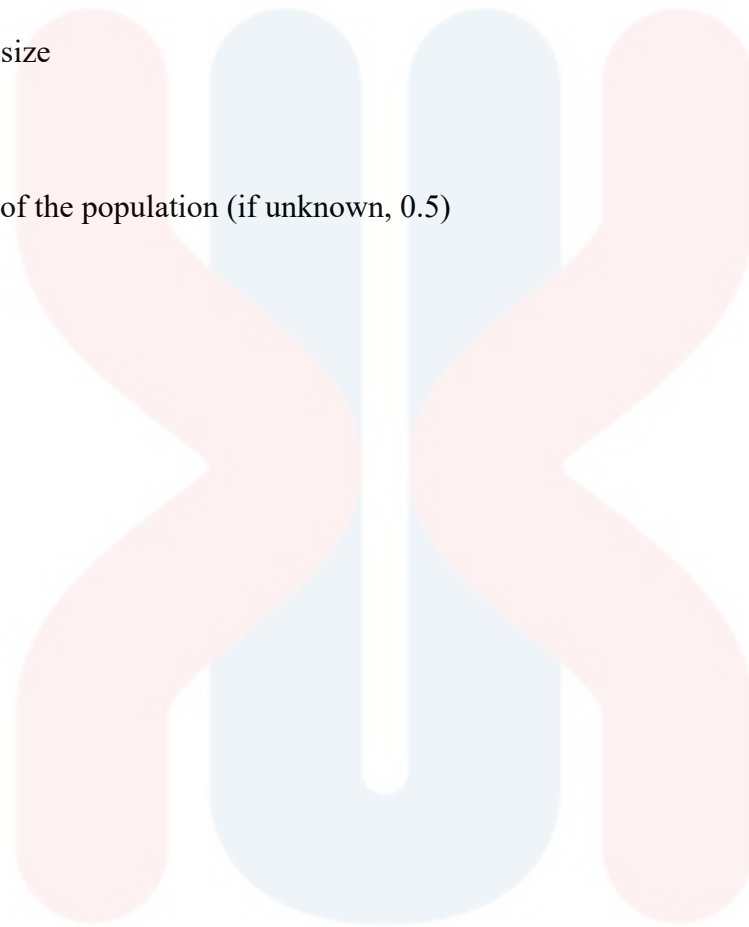 size
of the population (if unknown, 0.5)